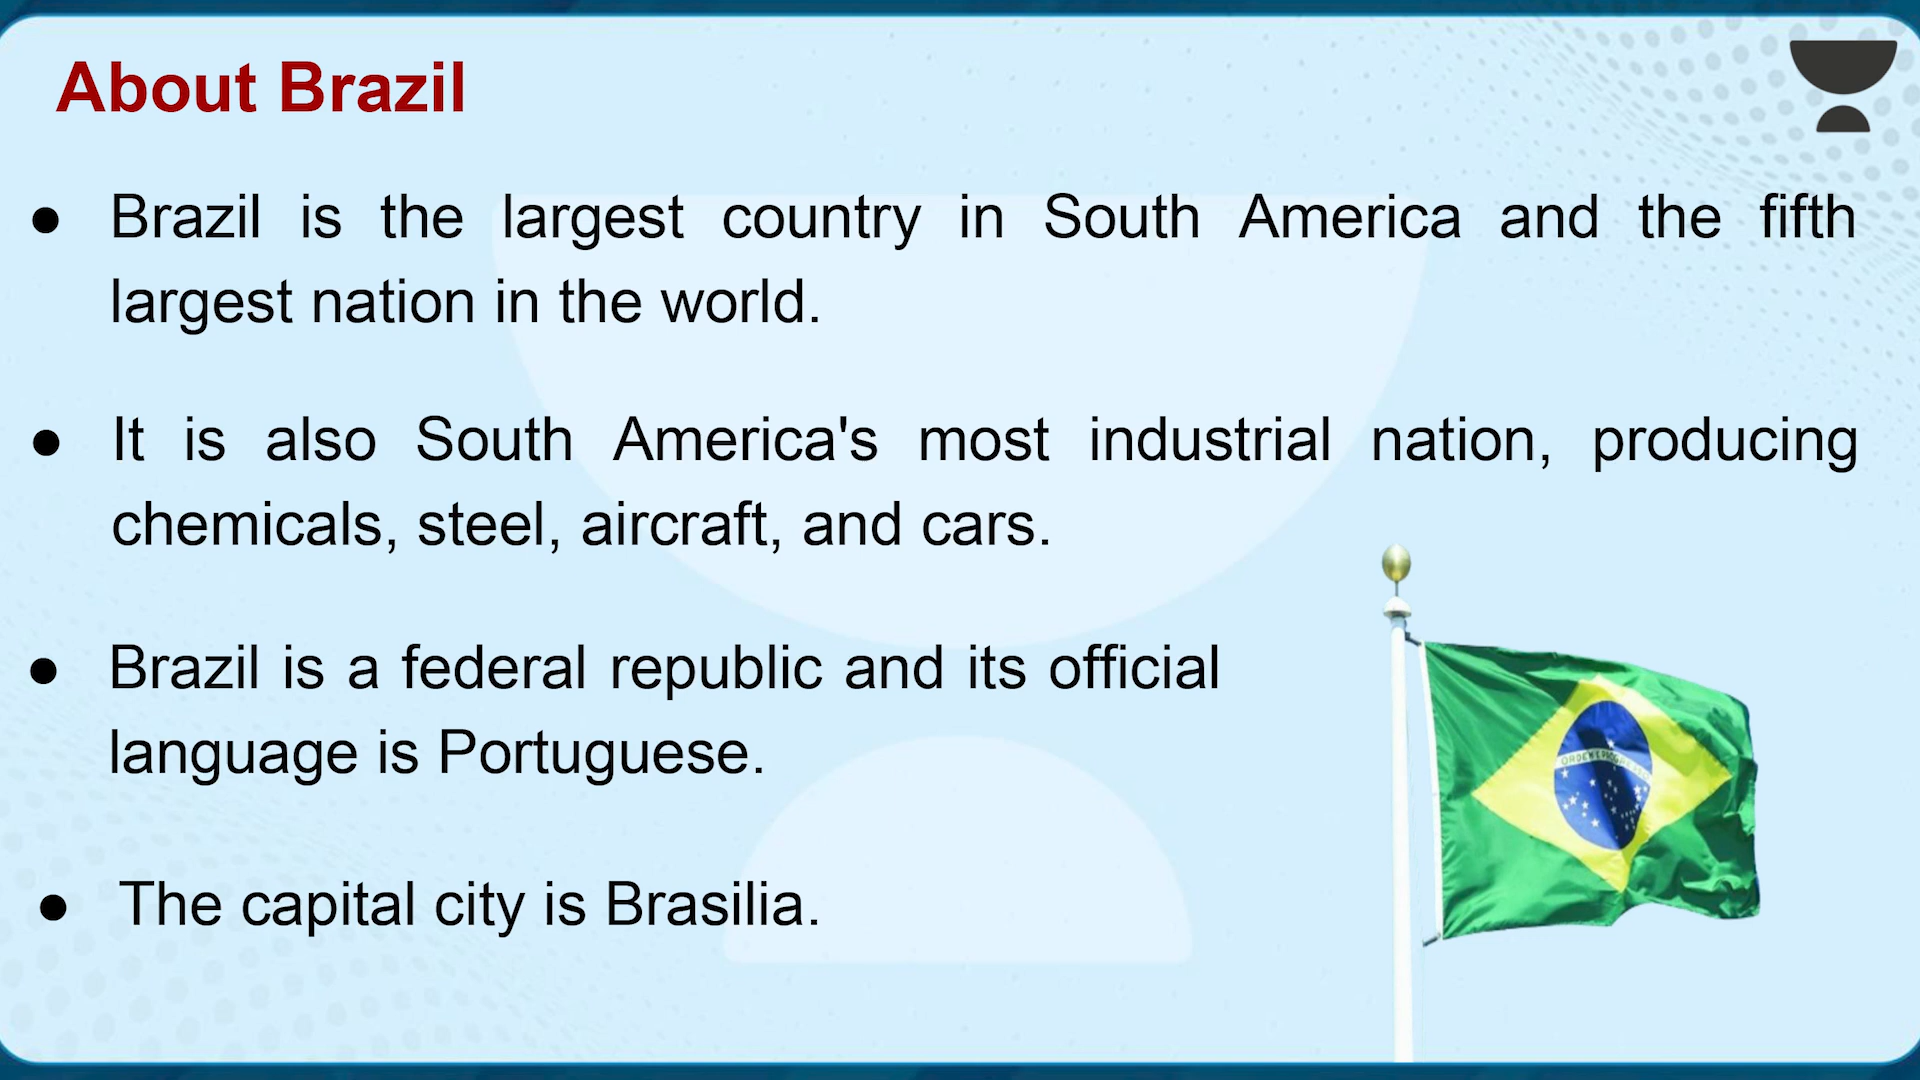 About Brazil
● Brazil is the largest country in South America and the fifth
largest nation in the world.
● It is also South America's most industrial nation, producing
chemicals, steel, aircraft, and cars.
● Brazil is a federal republic and its official
language is Portuguese.
● The capital city is Brasilia.